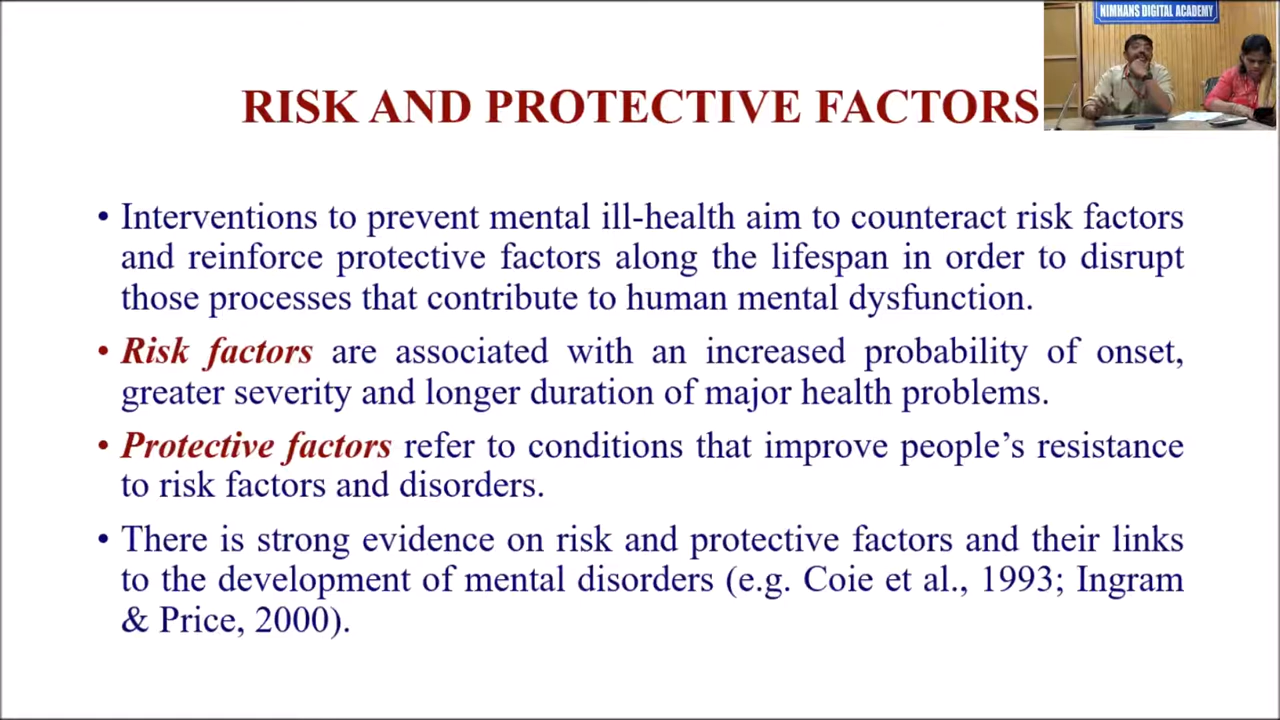 NIMHANS DIGITAL ACADEMY
RISK AND PROTECTIVE FACTORS
• Interventions to prevent mental ill-health aim to counteract risk factors
and reinforce protective factors along the lifespan in order to disrupt
those processes that contribute to human mental dysfunction.
• Risk factors are associated with an increased probability of onset,
greater severity and longer duration of major health problems.
• Protective factors refer to conditions that improve people’s resistance
to risk factors and disorders.
• There is strong evidence on risk and protective factors and their links
to the development of mental disorders (e.g. Coie et al., 1993; Ingram
& Price, 2000).